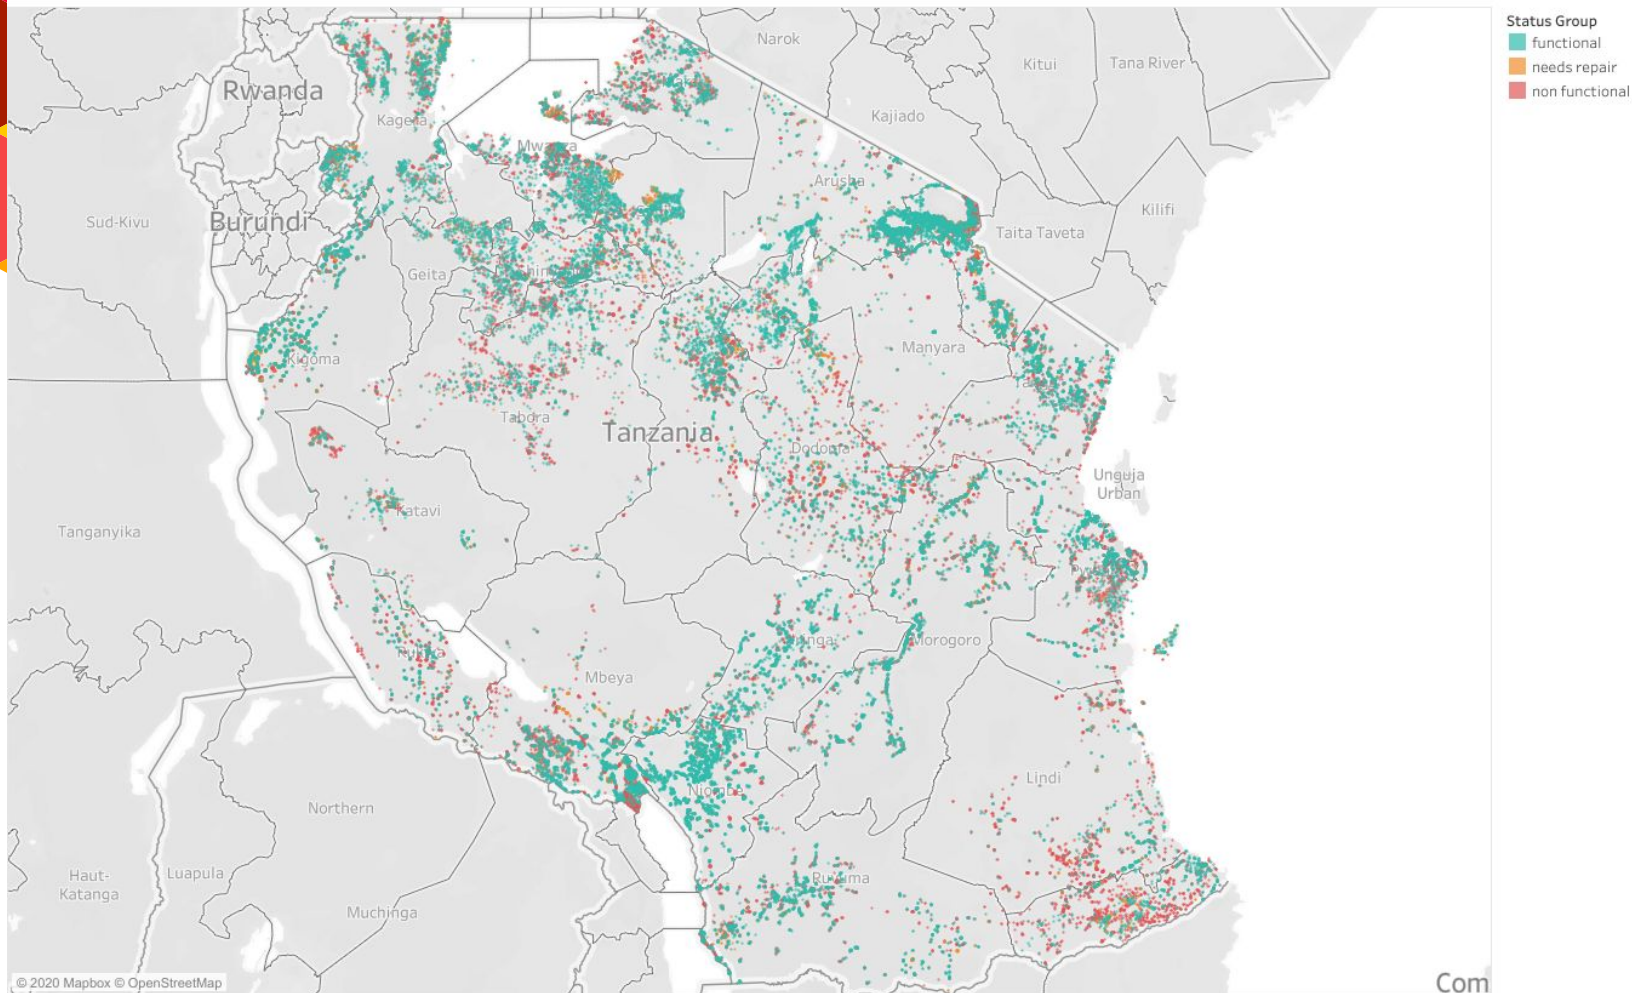 Status Group
functional
needs repair
non functional
Narok
Kitui
Tana River
Rwanda
Kagera
Kajiado
Mwanza
Arusha
Sud-Kivu
Burundi
Kilifi
Taita Taveta
Geita
Kigoma
Manyara
Tabora
Tanzania
Dodoma
Unguja
Urban
Katavi
Tanganyika
Morogoro
Mbeya
Lindi
Njombe
Northern
Haut-
Katanga
Luapula
Ruvuma
Muchinga
© 2020 Mapbox © OpenStreetMap
Com